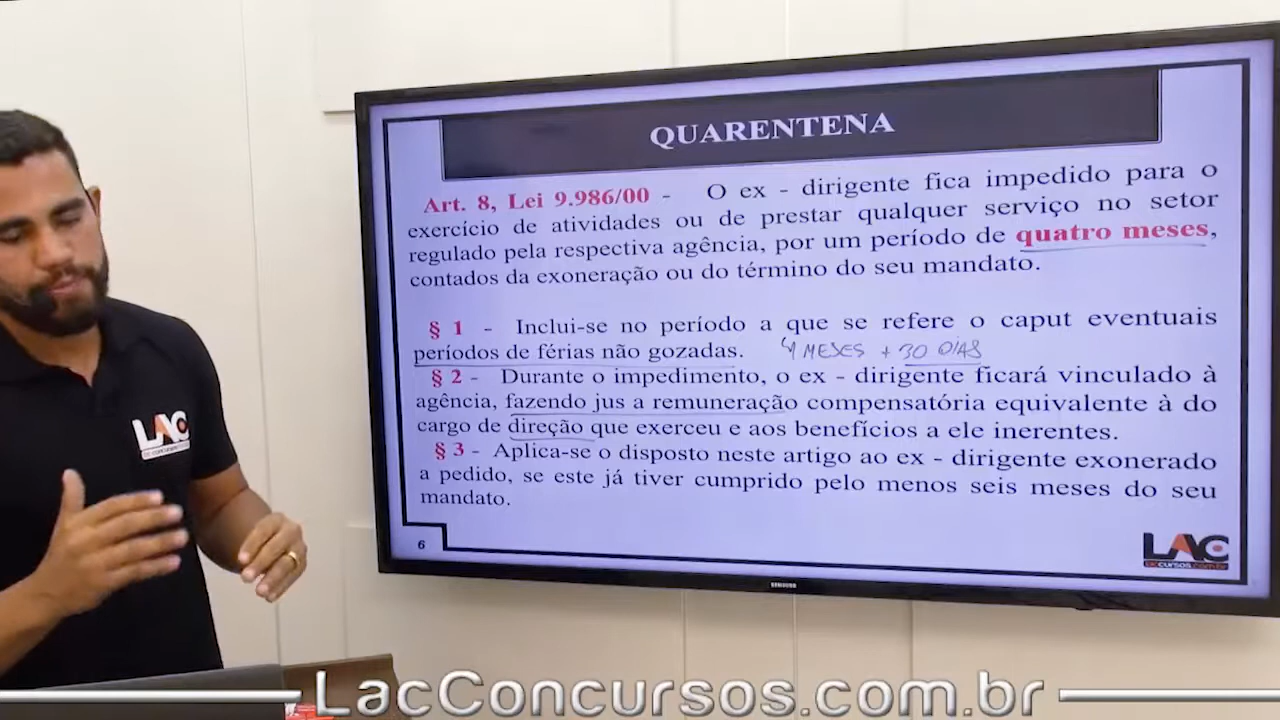 QUARENTENA
Art. 8, Lei 9.986/00 - O ex - dirigente fica impedido para o
exercício de atividades ou de prestar qualquer serviço no setor
regulado pela respectiva agência, por um período de quatro meses,
contados da exoneração ou do término do seu mandato.
§ 1 - Inclui-se no período a que se refere o caput eventuais
períodos de férias não gozadas. 4 MESES + 30 DIAS
§ 2 - Durante o impedimento, o ex - dirigente ficará vinculado à
agência, fazendo jus a remuneração compensatória equivalente à do
cargo de direção que exerceu e aos benefícios a ele inerentes.
§ 3 - Aplica-se o disposto neste artigo ao ex - dirigente exonerado
a pedido, se este já tiver cumprido pelo menos seis meses do seu
mandato.
6
LAC
LAC
SAMSUNG
LacConcursos.com.br